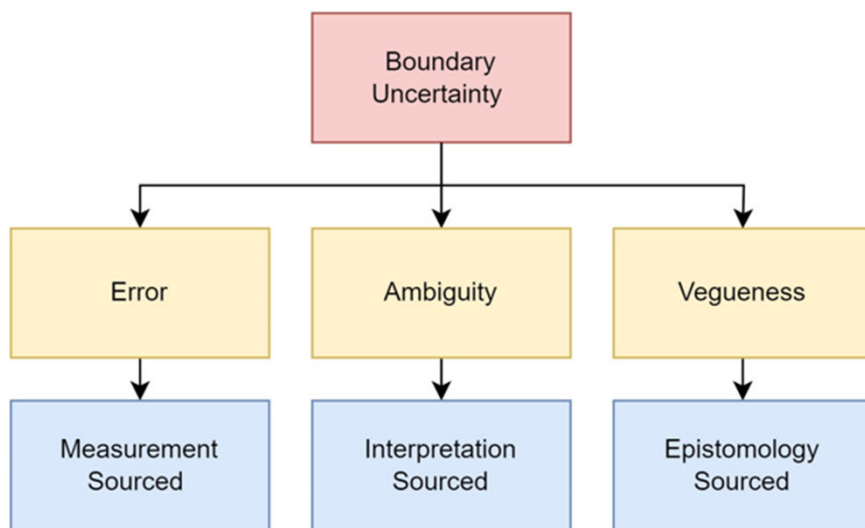 Boundary
Uncertainty
Error
Ambiguity
Vegueness
Measurement
Sourced
Interpretation
Sourced
Epistomology
Sourced